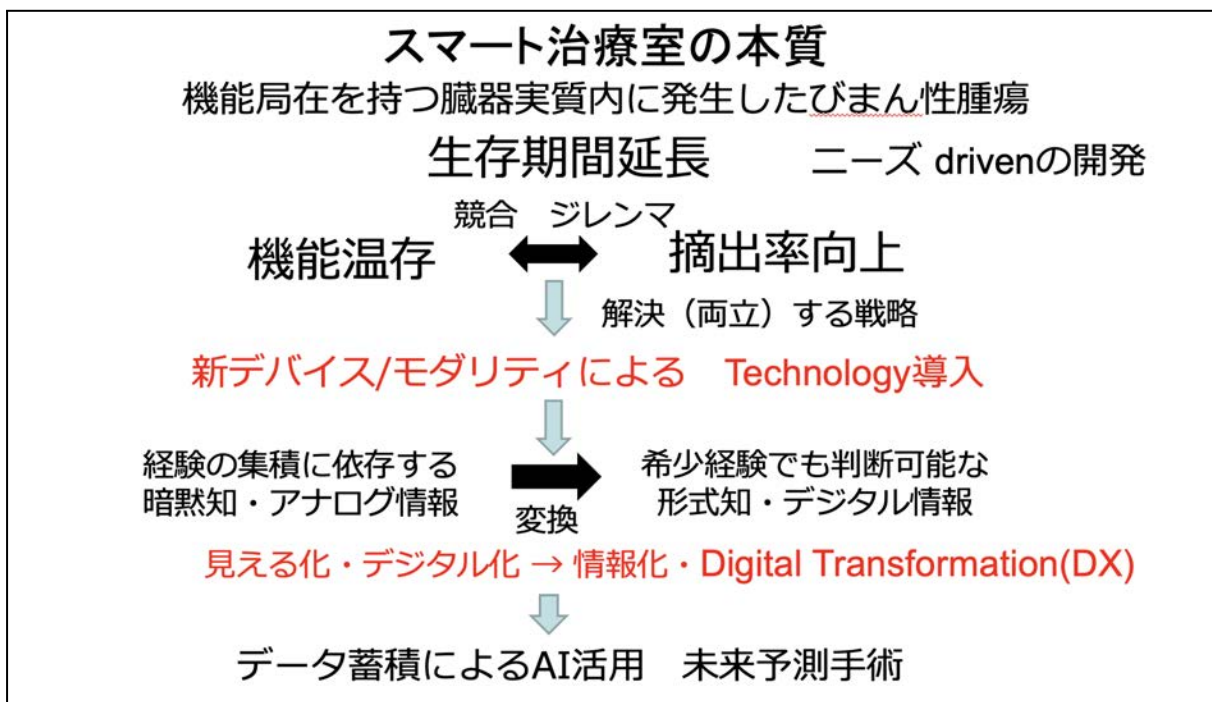 スマート治療室の本質
機能局在を持つ臓器実質内に発生したびまん性腫瘍
生存期間延長 ニーズ drivenの開発
競合 ジレンマ
機能温存 摘出率向上
解決（両立）する戦略
新デバイス/モダリティによる Technology導入
経験の集積に依存する
暗黙知・アナログ情報
変換
希少経験でも判断可能な
形式知・デジタル情報
見える化・デジタル化 → 情報化・Digital Transformation(DX)
データ蓄積によるAI活用 未来予測手術